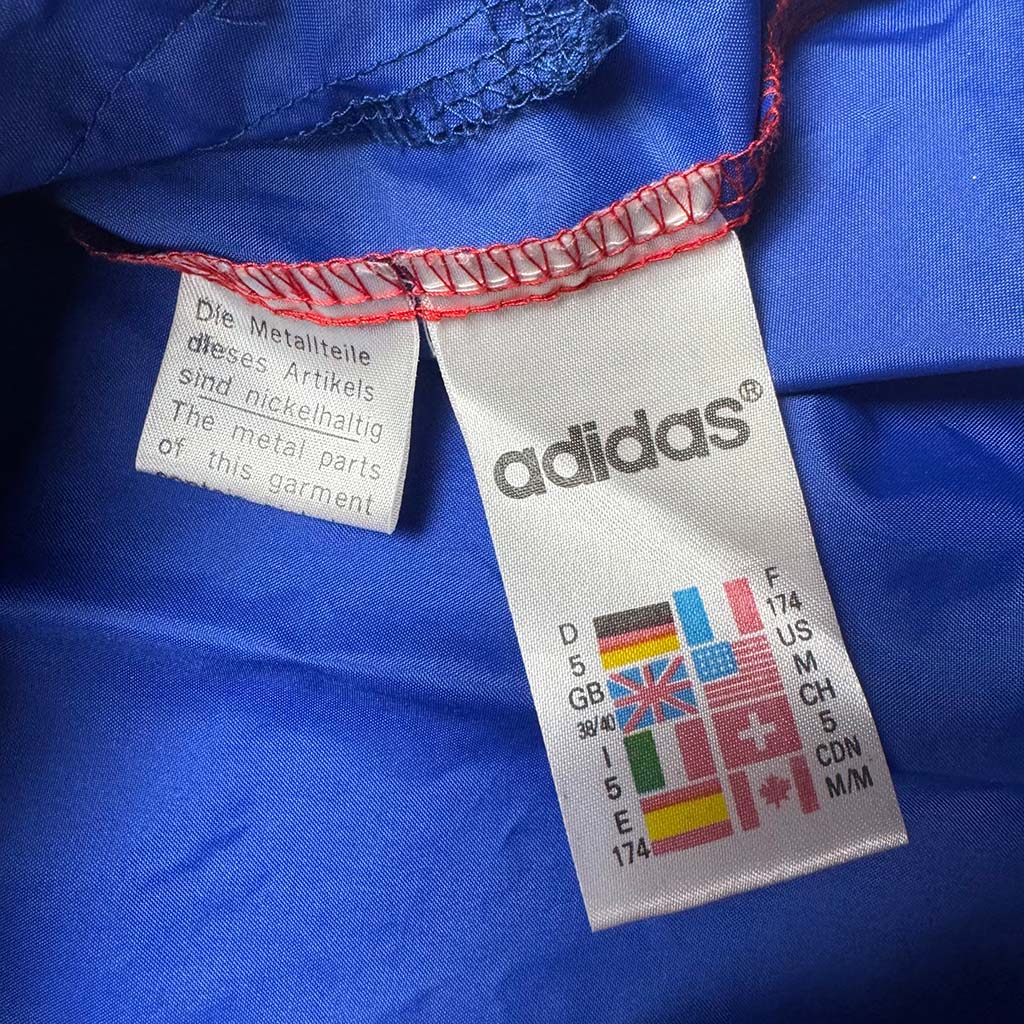 Die Metallteile
dieses Artikels
sind nickelhaltig
The metal parts
of this garment
adidas®
D
5
GB
38/40
I
5
E
174
F
174
US
M
CH
5
CDN
M/M